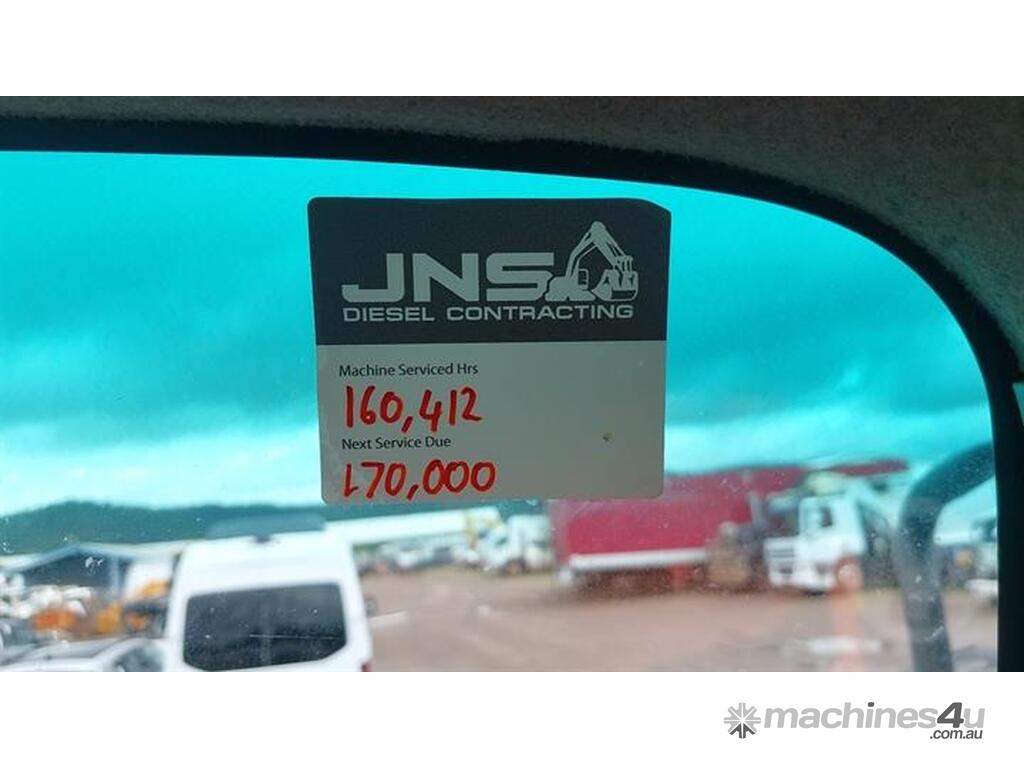 JNS
DIESEL CONTRACTING
Machine Serviced Hrs
160,412
Next Service Due
170,000
machines4u
.com.au